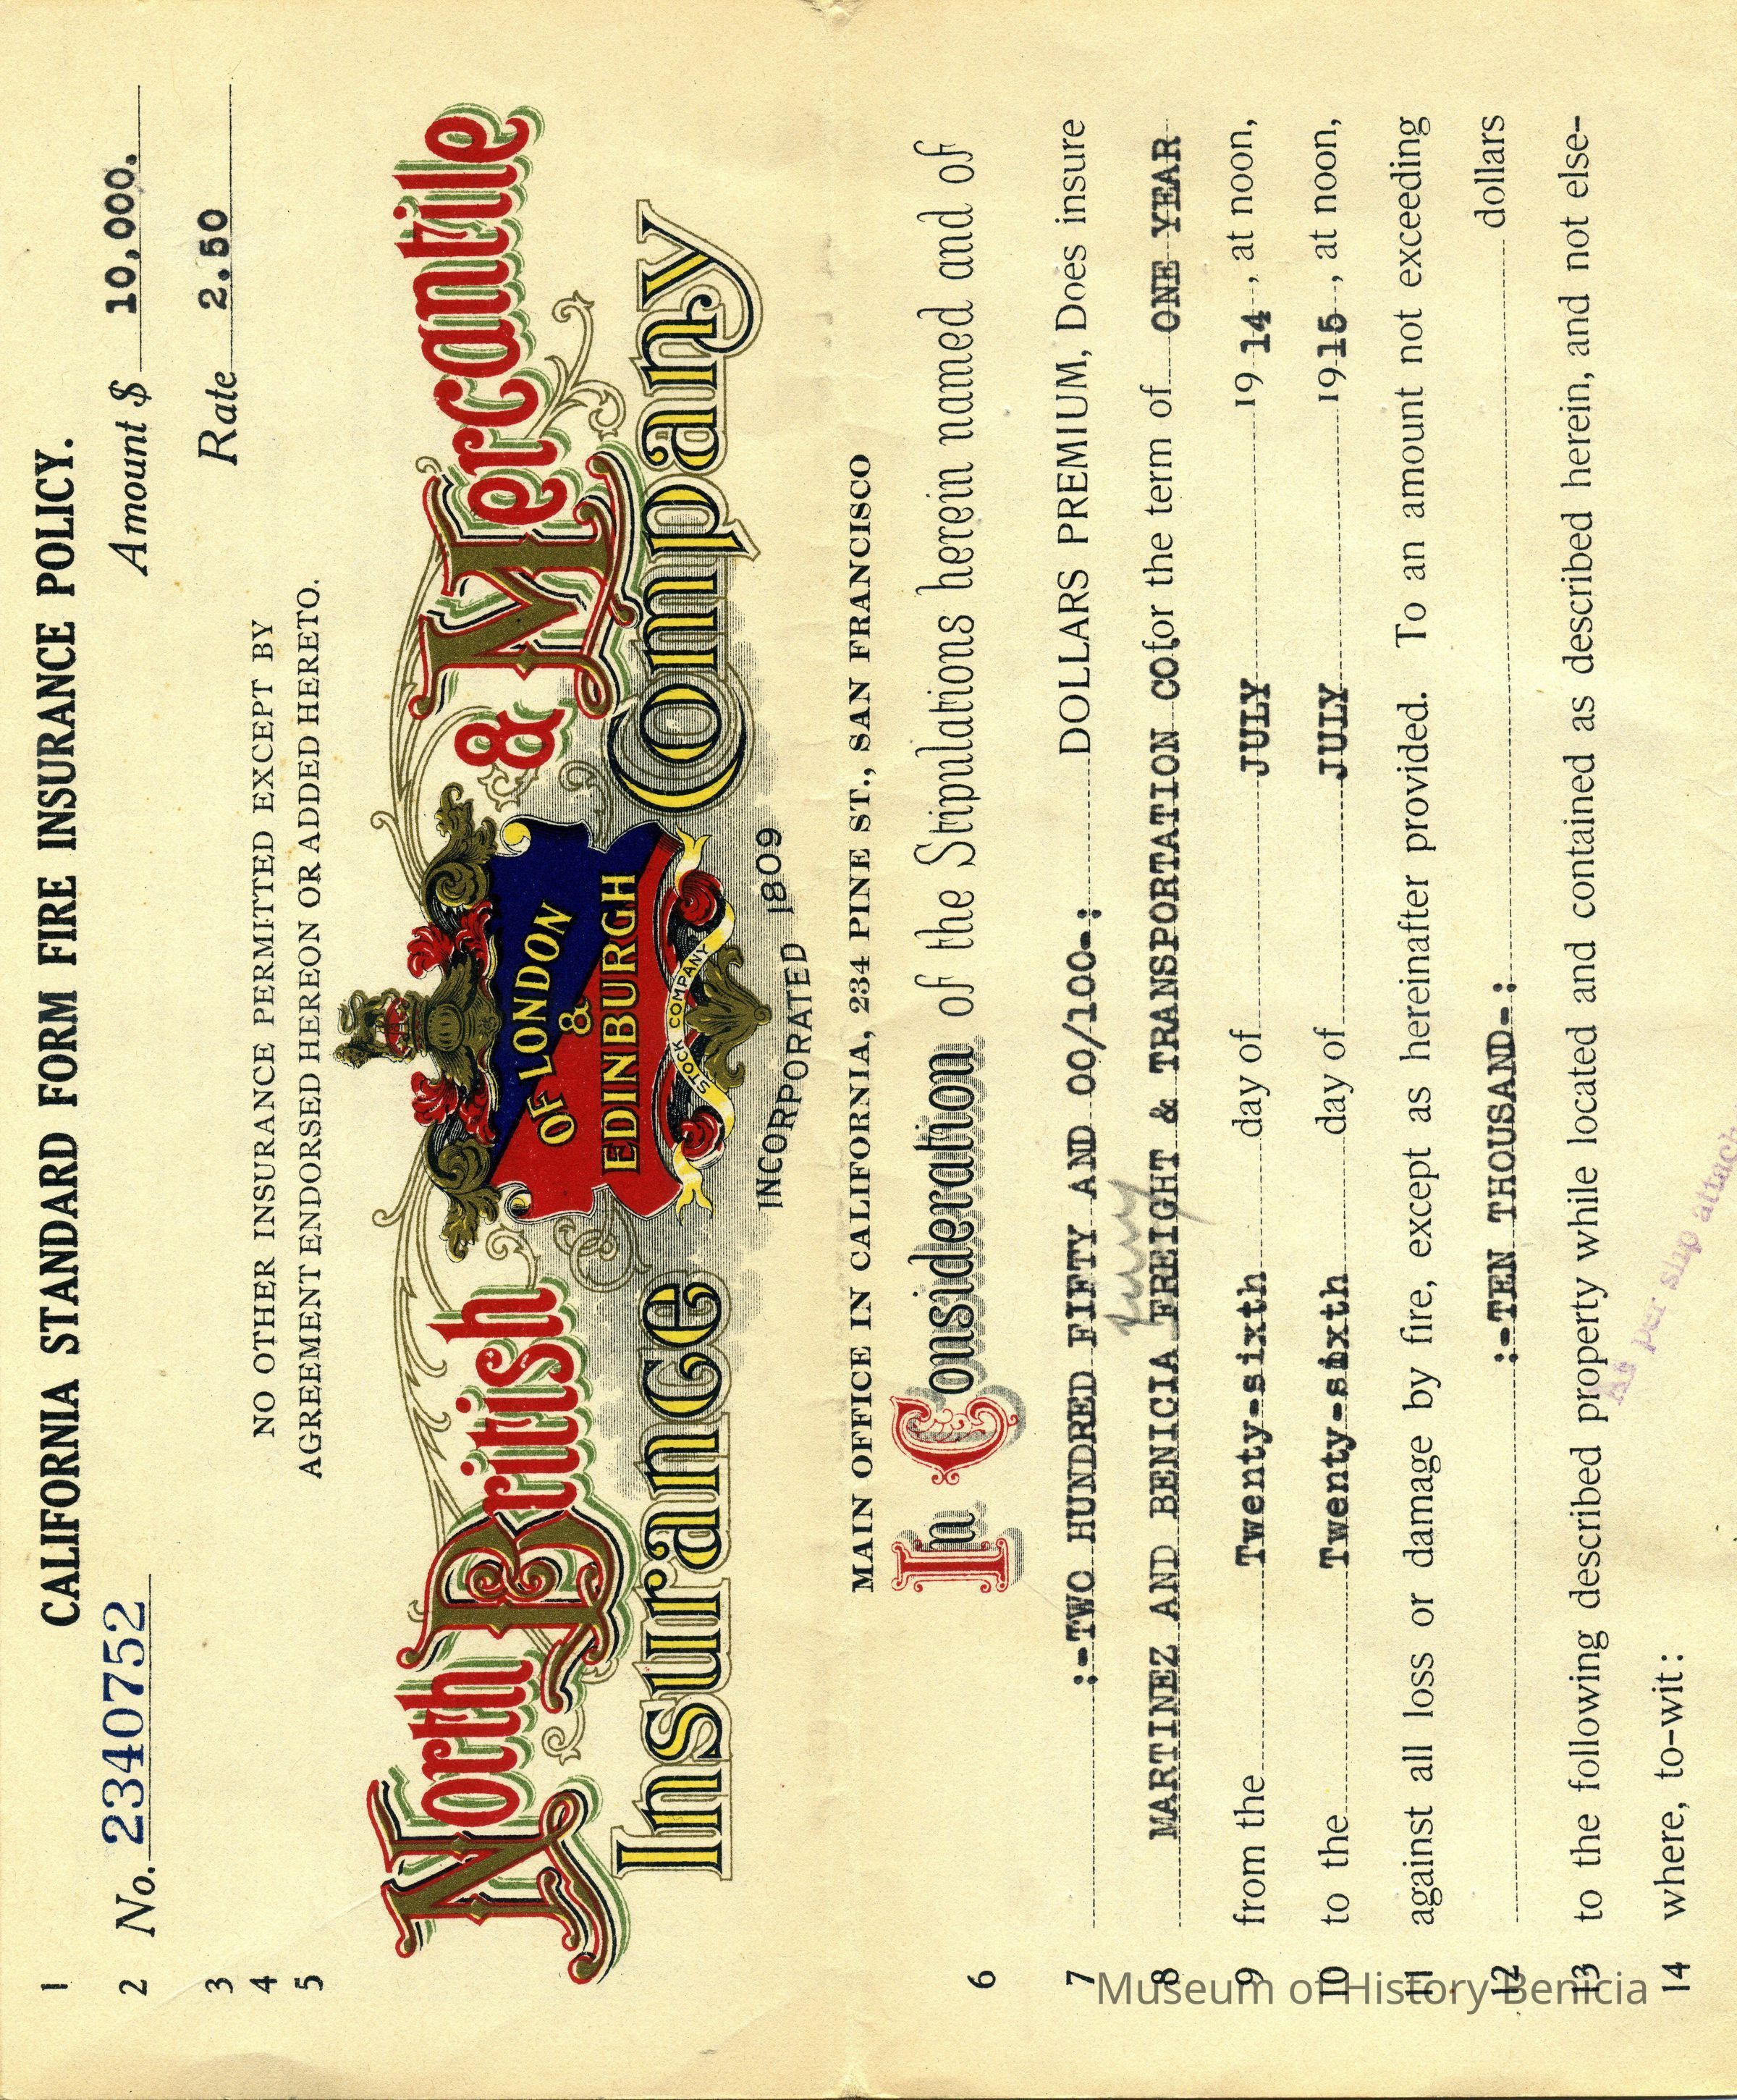 1 CALIFORNIA STANDARD FORM FIRE INSURANCE POLICY.
2 No. 2340752 Amount $ 10,000.
3 Rate 2.50
4 NO OTHER INSURANCE PERMITTED EXCEPT BY
5 AGREEMENT ENDORSED HEREON OR ADDED HERETO.
North British & Mercantile
Insurance Company
OF LONDON
&
EDINBURGH
STOCK COMPANY
INCORPORATED 1809
MAIN OFFICE IN CALIFORNIA, 234 PINE ST., SAN FRANCISCO
6 In Consideration of the Stipulations herein named and of
7 :-TWO HUNDRED FIFTY AND 00/100-: DOLLARS PREMIUM, Does insure
ferry
8 MARTINEZ AND BENICIA FREIGHT & TRANSPORTATION CO for the term of ONE YEAR
9 from the Twenty-sixth day of JULY 1914, at noon,
10 to the Twenty-sixth day of JULY 1915, at noon,
11 against all loss or damage by fire, except as hereinafter provided. To an amount not exceeding
12 :-TEN THOUSAND-: dollars
13 to the following described property while located and contained as described herein, and not else-
14 where, to-wit:
As per slip attach
Museum of History Benicia